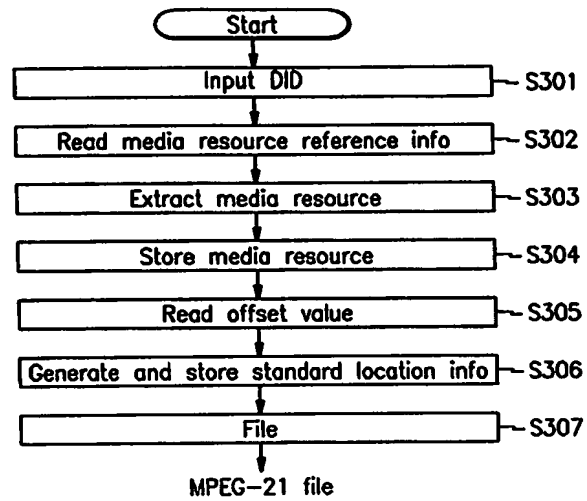 Start
Input DID S301
Read media resource reference info S302
Extract media resource S303
Store media resource S304
Read offset value S305
Generate and store standard location info S306
File S307
MPEG-21 file